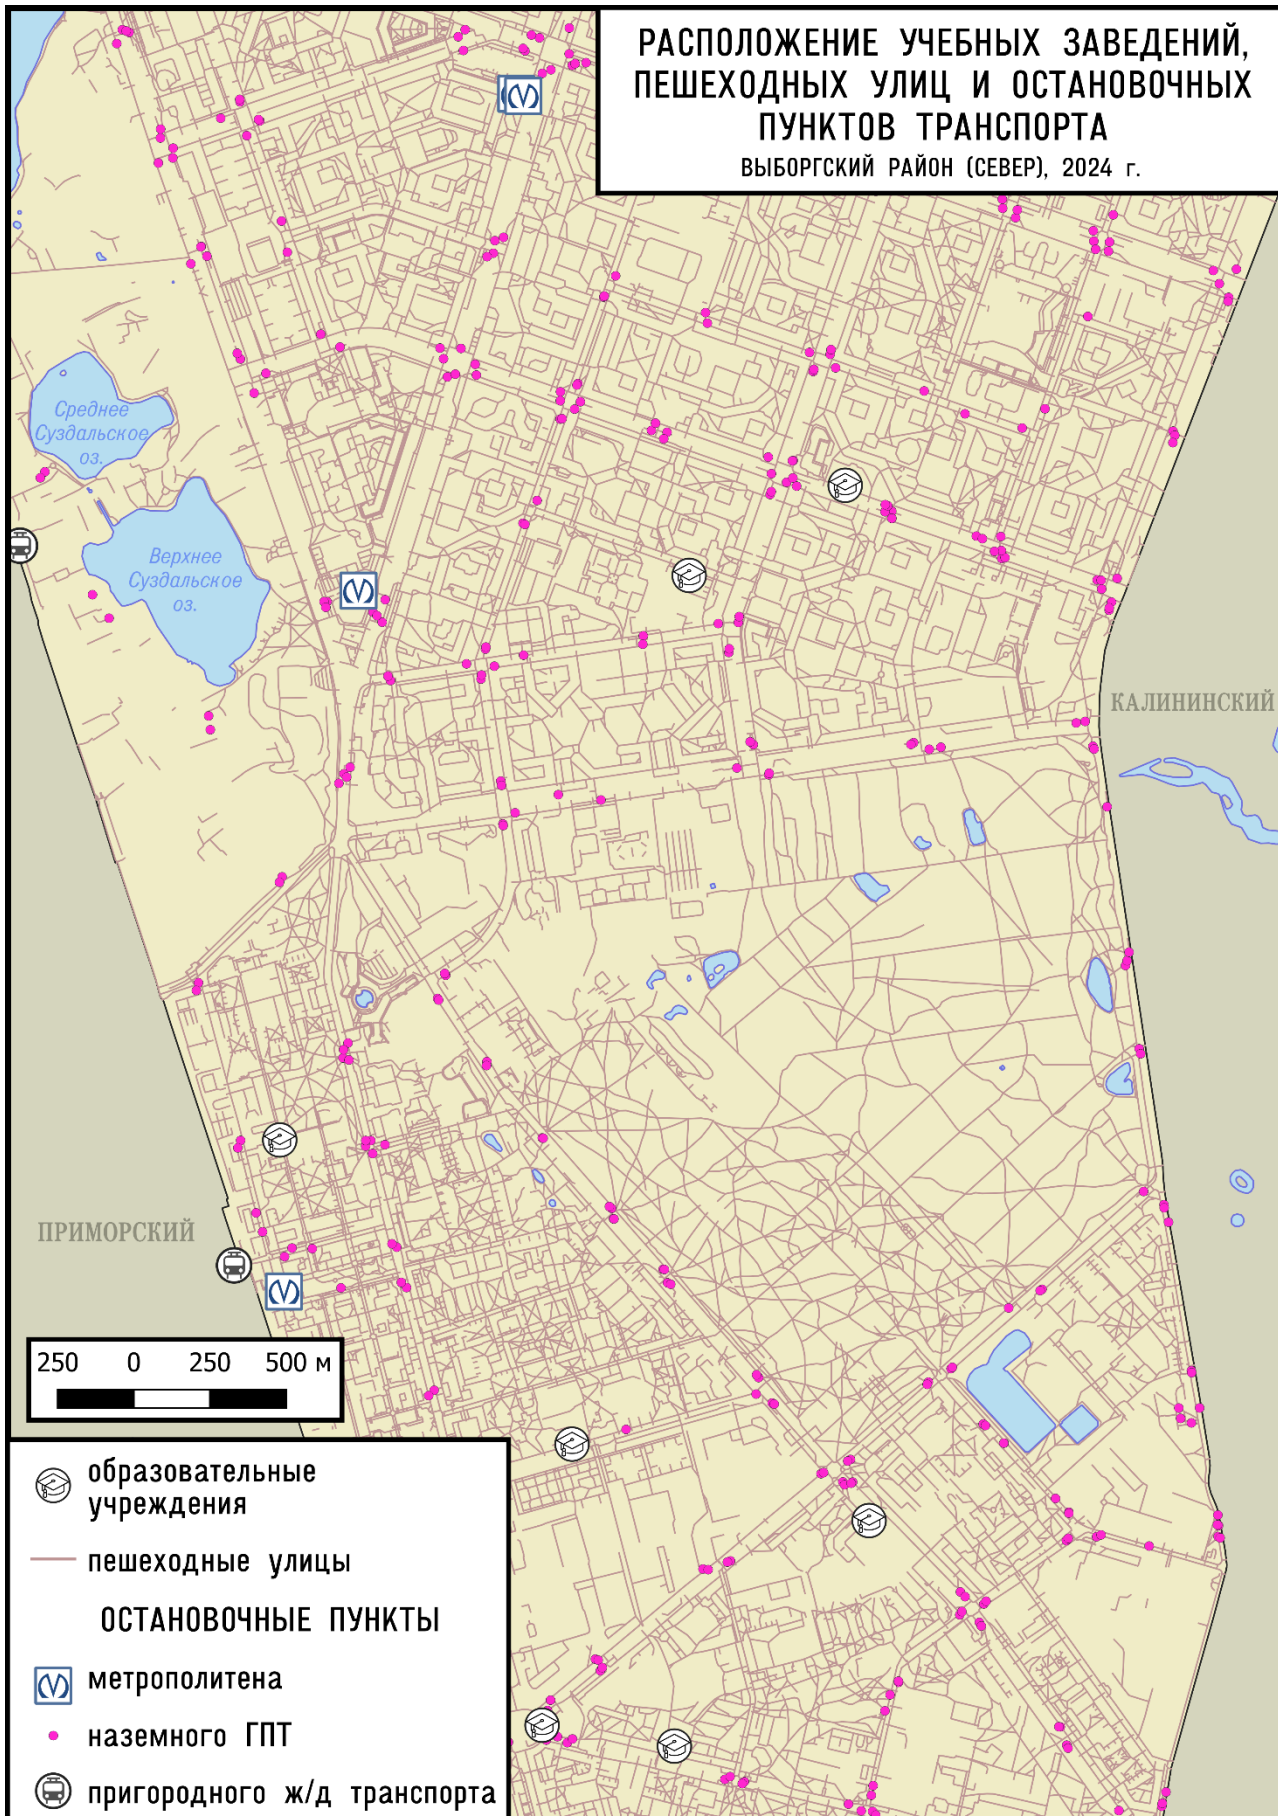 РАСПОЛОЖЕНИЕ УЧЕБНЫХ ЗАВЕДЕНИЙ,
ПЕШЕХОДНЫХ УЛИЦ И ОСТАНОВОЧНЫХ
ПУНКТОВ ТРАНСПОРТА
ВЫБОРГСКИЙ РАЙОН (СЕВЕР), 2024 г.
Среднее
Суздальское
оз.
Верхнее
Суздальское
оз.
КАЛИНИНСКИЙ
ПРИМОРСКИЙ
250 0 250 500 м
образовательные
учреждения
пешеходные улицы
ОСТАНОВОЧНЫЕ ПУНКТЫ
метрополитена
наземного ГПТ
пригородного ж/д транспорта